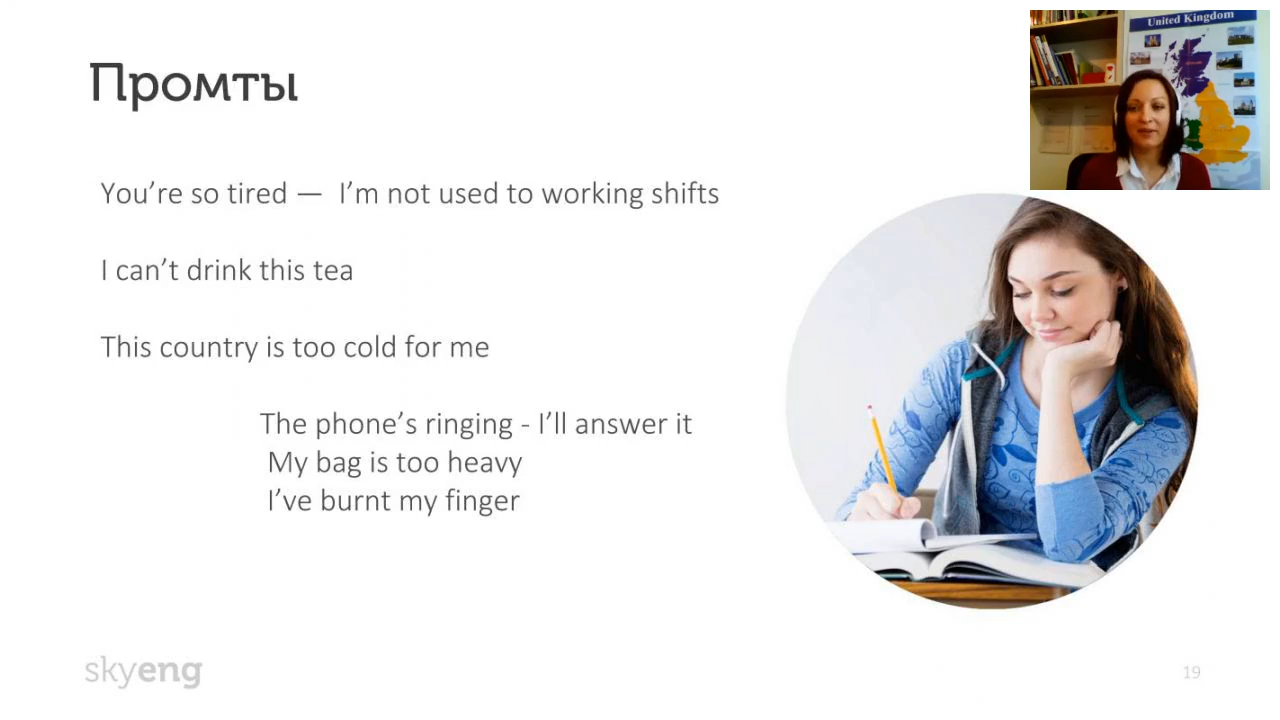 Промты
United Kingdom
You’re so tired — I’m not used to working shifts
I can’t drink this tea
This country is too cold for me
The phone’s ringing - I’ll answer it
My bag is too heavy
I’ve burnt my finger
skyeng
19